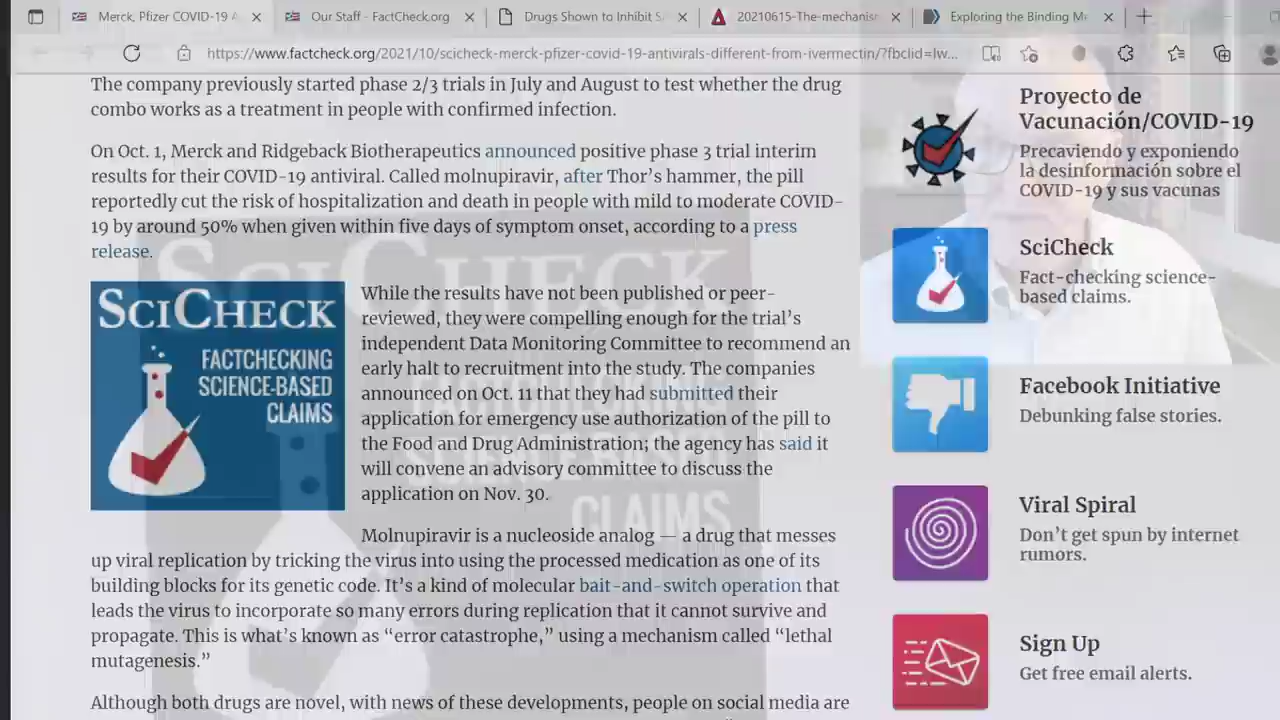 Merck, Pfizer COVID-19 A
Our Staff - FactCheck.org
Drugs Shown to Inhibit S
20210615-The-mechanism
Exploring the Binding Me
https://www.factcheck.org/2021/10/scicheck-merck-pfizer-covid-19-antivirals-different-from-ivermectin/?fbclid=Iw...
The company previously started phase 2/3 trials in July and August to test whether the drug
combo works as a treatment in people with confirmed infection.
On Oct. 1, Merck and Ridgeback Biotherapeutics announced positive phase 3 trial interim
results for their COVID-19 antiviral. Called molnupiravir, after Thor's hammer, the pill
reportedly cut the risk of hospitalization and death in people with mild to moderate COVID-
19 by around 50% when given within five days of symptom onset, according to a press
release.
SCICHECK
FACTCHECKING
SCIENCE-BASED
CLAIMS
While the results have not been published or peer-
reviewed, they were compelling enough for the trial's
independent Data Monitoring Committee to recommend an
early halt to recruitment into the study. The companies
announced on Oct. 11 that they had submitted their
application for emergency use authorization of the pill to
the Food and Drug Administration; the agency has said it
will convene an advisory committee to discuss the
application on Nov. 30.
Molnupiravir is a nucleoside analog — a drug that messes
up viral replication by tricking the virus into using the processed medication as one of its
building blocks for its genetic code. It's a kind of molecular bait-and-switch operation that
leads the virus to incorporate so many errors during replication that it cannot survive and
propagate. This is what's known as “error catastrophe,” using a mechanism called “lethal
mutagenesis.”
Although both drugs are novel, with news of these developments, people on social media are
Proyecto de
Vacunación/COVID-19
Precaviendo y exponiendo
la desinformación sobre el
COVID-19 y sus vacunas
SciCheck
Fact-checking science-
based claims.
Facebook Initiative
Debunking false stories.
Viral Spiral
Don't get spun by internet
rumors.
Sign Up
Get free email alerts.
SCICHECK
FACTCHECKING
SCIENCE-BASED
CLAIMS